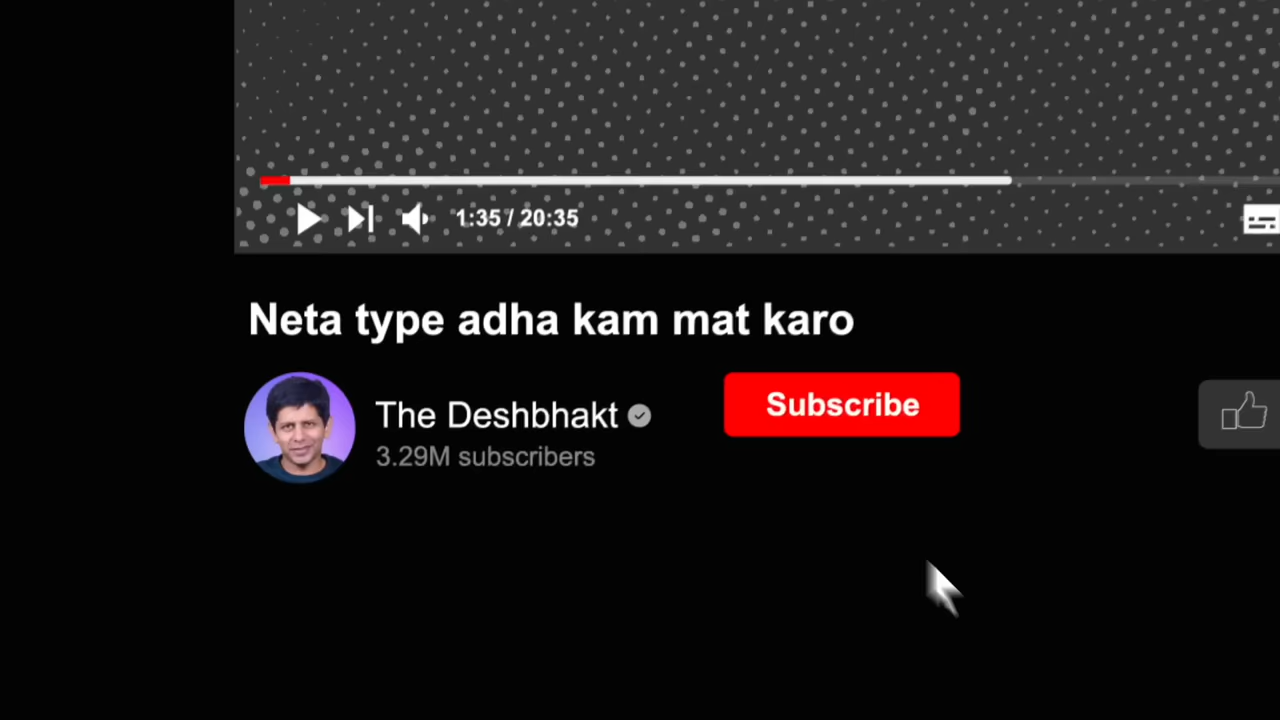 1:35 / 20:35
Neta type adha kam mat karo
The Deshbhakt
Subscribe
3.29M subscribers